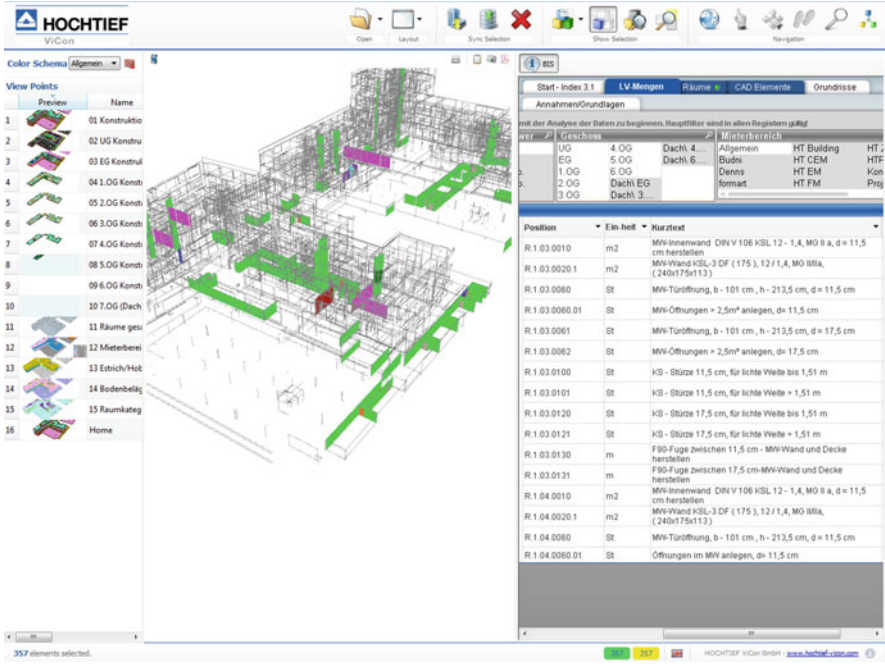 HOCHTIEF
ViCon
Open
Layout
Sync Selection
Show Selection
Navigation
Color Schema
Allgemein
BIS
View Points
Preview
Name
1 01 Konstruktio
2 02 UG Konstru
3 03 EG Konstruk
4 04 1.OG Konst
5 05 2.OG Konst
6 06 3.OG Konst
7 07 4.OG Konst
8 08 5.OG Konst
9 09 6.OG Konst
10 10 7.OG (Dach
11 11 Räume gesa
12 12 Mieterberei
13 13 Estrich/Hot
14 14 Bodenbeläg
15 15 Raumkateg
16 Home
Start - Index 3.1
LV-Mengen
Räume
CAD Elemente
Grundrisse
Annahmen/Grundlagen
mit der Analyse der Daten zu beginnen. Hauptfilter sind in allen Registern gültig!
wer
Geschoss
Mieterbereich
UG 4.OG Dach\ 4.... Allgemein HT Building HT
EG 5.OG Dach\ 6.... Budni HT CEM HTP
1.OG 6.OG Denns HT EM Kon
2.OG Dach\ EG formart HT FM Proj
3.OG Dach\ 3....
Position Ein-heit Kurztext
R.1.03.0010 m2 MW-Innenwand DIN V 106 KSL 12 - 1,4, MG II a, d = 11,5
cm herstellen
R.1.03.0020.1 m2 MW-Wand KSL-3 DF ( 175 ), 12 / 1,4, MG II/IIa,
( 240x175x113 )
R.1.03.0060 St MW-Türöffnung, b - 101 cm , h - 213,5 cm, d = 11,5 cm
R.1.03.0060.01 St MW-Öffnungen > 2,5m² anlegen, d= 11,5 cm
R.1.03.0061 St MW-Türöffnung, b - 101 cm , h - 213,5 cm, d = 17,5 cm
R.1.03.0062 St MW-Öffnungen > 2,5m² anlegen, d= 17,5 cm
R.1.03.0100 St KS - Stürze 11,5 cm, für lichte Weite bis 1,51 m
R.1.03.0101 St KS - Stürze 11,5 cm, für lichte Weite > 1,51 m
R.1.03.0120 St KS - Stürze 17,5 cm, für lichte Weite bis 1,51 m
R.1.03.0121 St KS - Stürze 17,5 cm, für lichte Weite > 1,51 m
R.1.03.0130 m F90-Fuge zwischen 11,5 cm - MW-Wand und Decke
herstellen
R.1.03.0131 m F90-Fuge zwischen 17,5 cm-MW-Wand und Decke
herstellen
R.1.04.0010 m2 MW-Innenwand DIN V 106 KSL 12 - 1,4, MG II a, d = 11,5
cm herstellen
R.1.04.0020.1 m2 MW-Wand KSL-3 DF ( 175 ), 12 / 1,4, MG II/IIa,
( 240x175x113 )
R.1.04.0060 St MW-Türöffnung, b - 101 cm , h - 213,5 cm, d = 11,5 cm
R.1.04.0060.01 St Öffnungen im MW anlegen, d= 11,5 cm
357 elements selected.
357
357
HOCHTIEF ViCon GmbH - www.hochtief-vicon.com